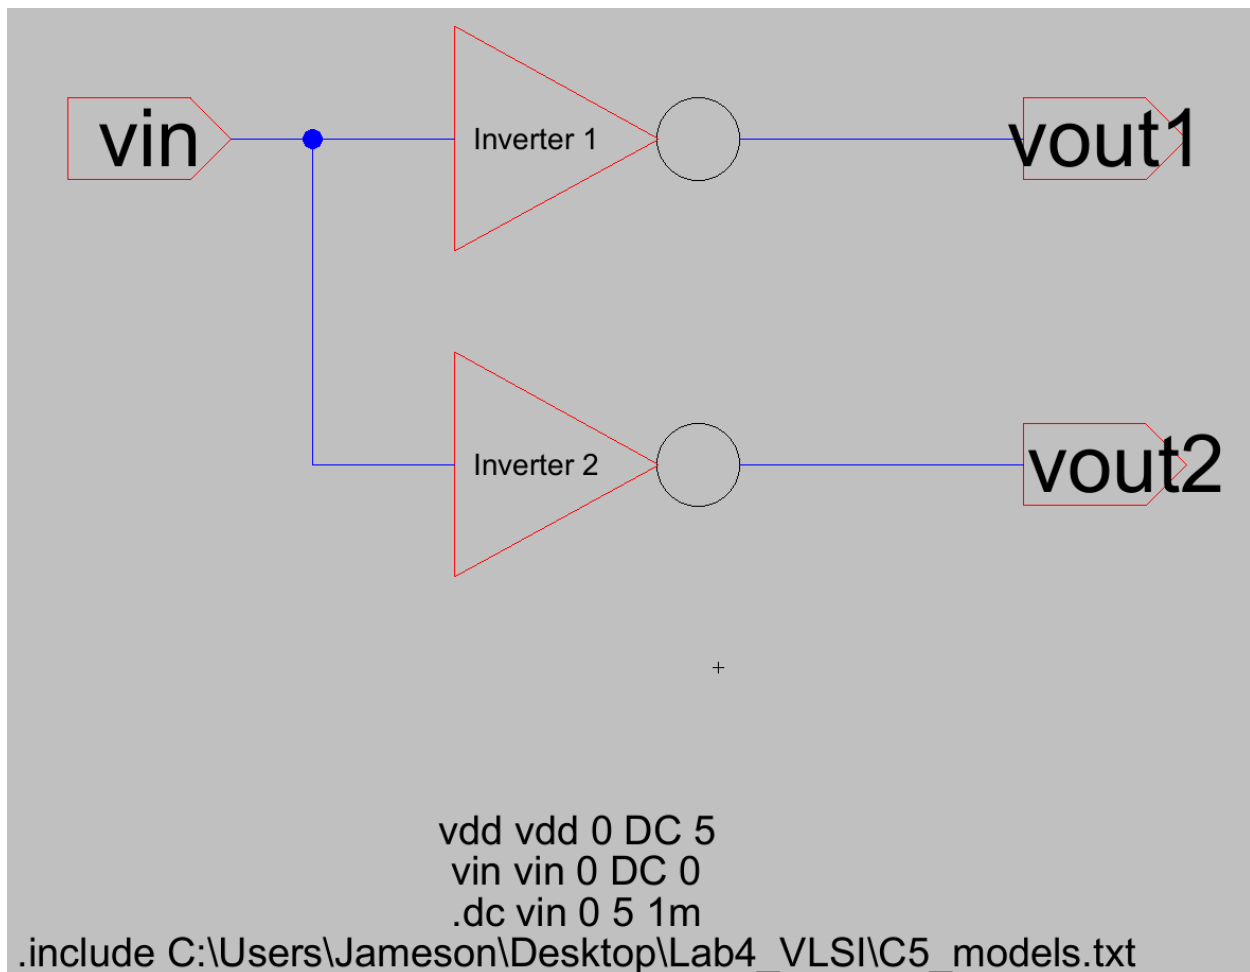 vin
Inverter 1
vout1
Inverter 2
vout2
vdd vdd 0 DC 5
vin vin 0 DC 0
.dc vin 0 5 1m
.include C:\Users\Jameson\Desktop\Lab4_VLSI\C5_models.txt